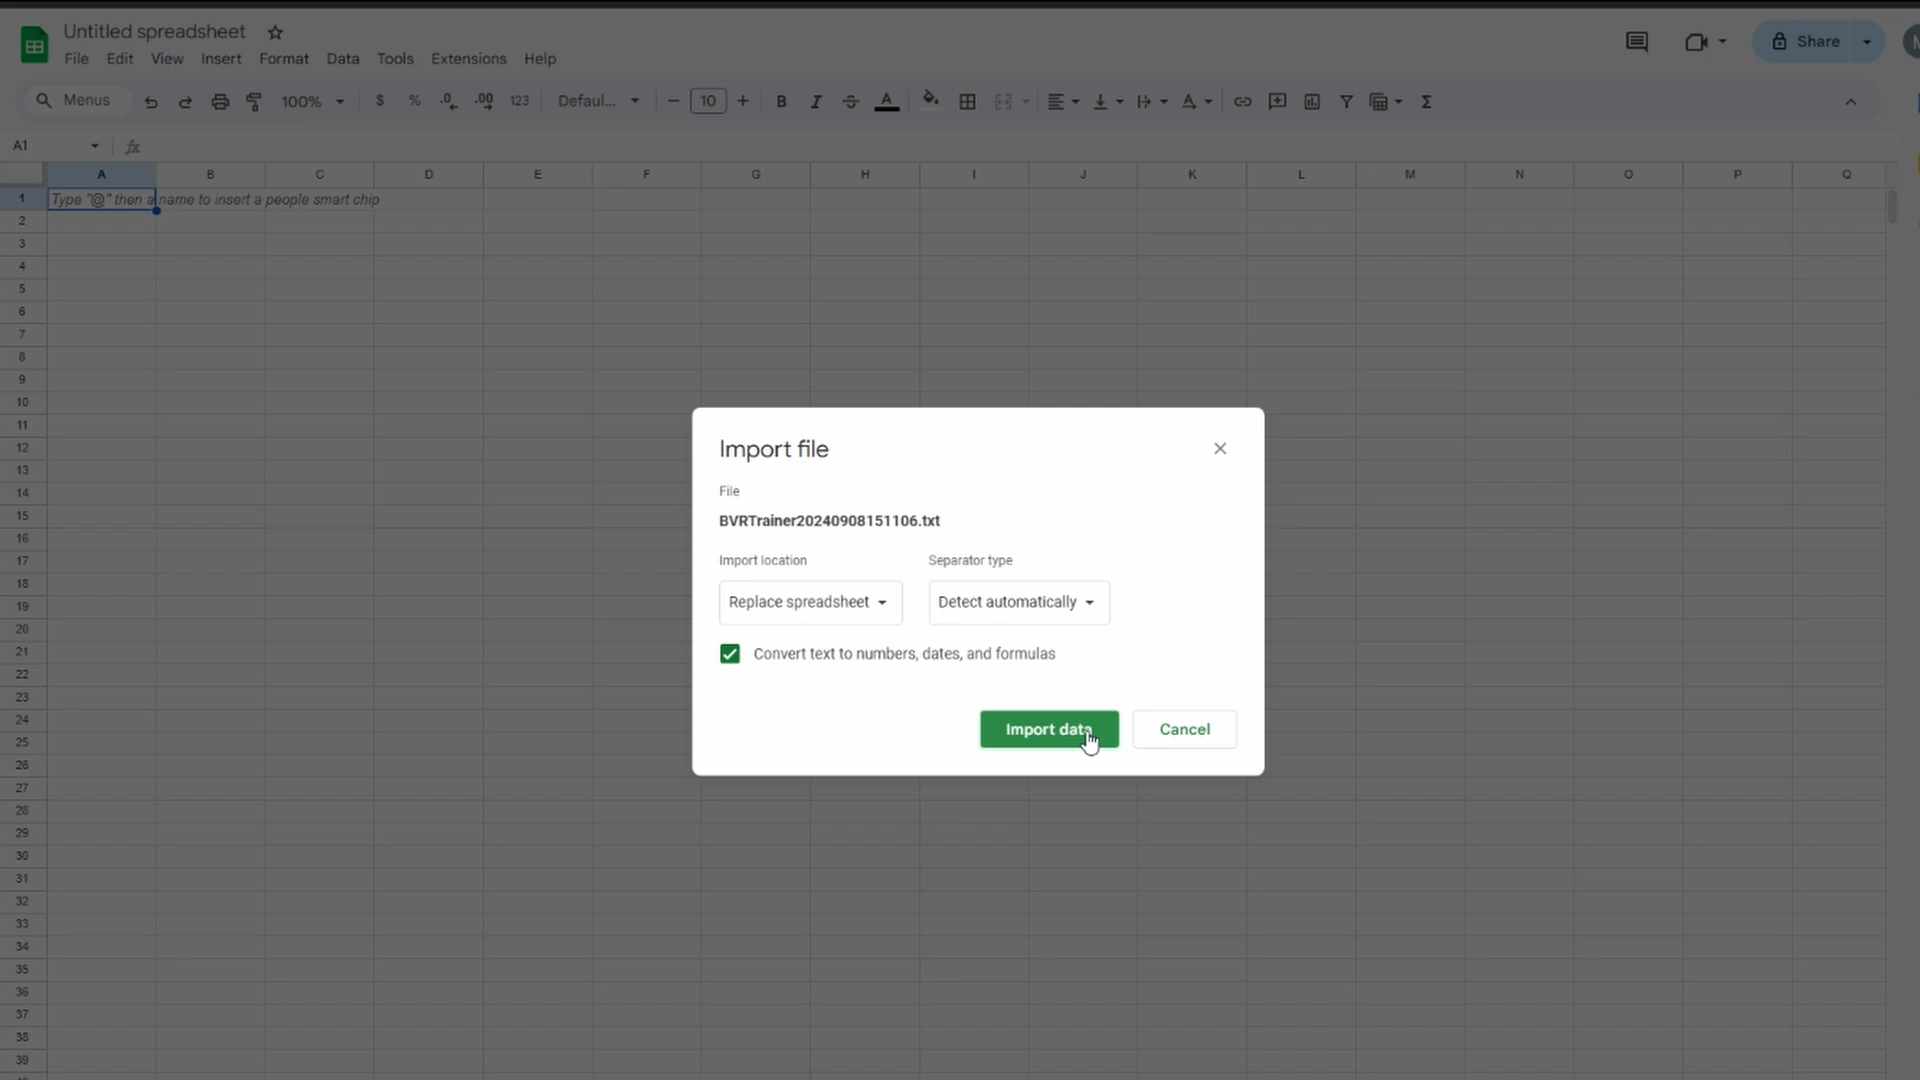 Untitled spreadsheet
File Edit View Insert Format Data Tools Extensions Help
Share
Menus 100% $ % .0 .00 123 Defaul... 10 B I S A Σ
A1 fx
A B C D E F G H I J K L M N O P Q
1 Type "@" then a name to insert a people smart chip
2
3
4
5
6
7
8
9
10
11
12
13
14
15
16
17
18
19
20
21
22
23
24
25
26
27
28
29
30
31
32
33
34
35
36
37
38
39
Import file
File
BVRTrainer20240908151106.txt
Import location Separator type
Replace spreadsheet Detect automatically
Convert text to numbers, dates, and formulas
Import data Cancel